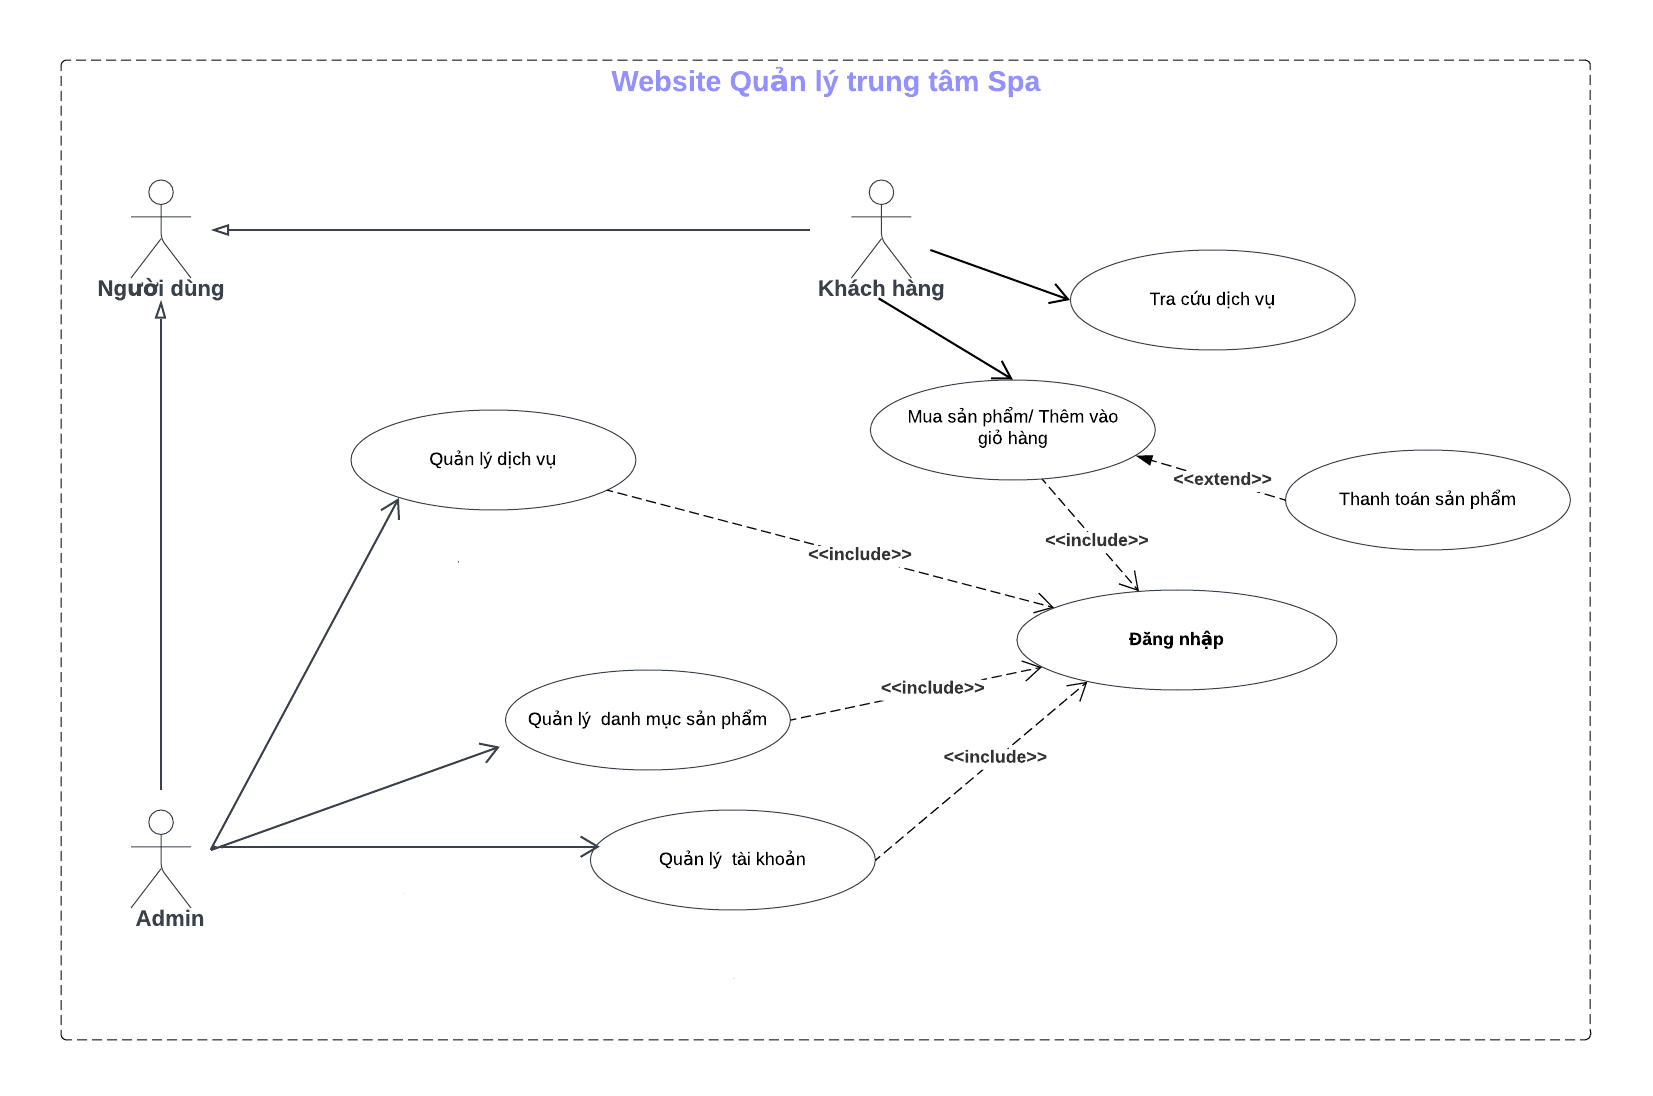 Website Quản lý trung tâm Spa
Người dùng
Khách hàng
Tra cứu dịch vụ
Mua sản phẩm/ Thêm vào
giỏ hàng
Quản lý dịch vụ
<<extend>>
Thanh toán sản phẩm
<<include>>
<<include>>
Đăng nhập
<<include>>
Quản lý  danh mục sản phẩm
<<include>>
Quản lý  tài khoản
Admin